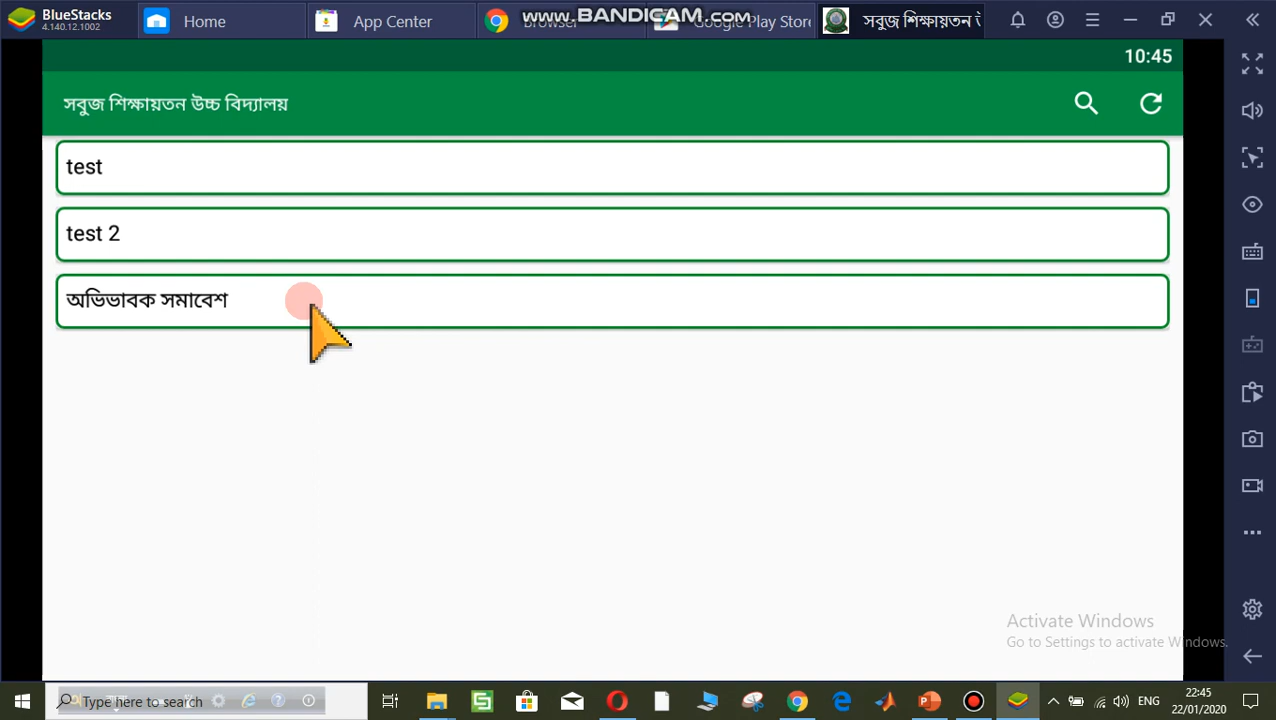 BlueStacks
4.140.12.1002
Home
App Center
Browser
Google Play Store
সবুজ শিক্ষায়তন উ
www.BANDICAM.com
10:45
সবুজ শিক্ষায়তন উচ্চ বিদ্যালয়
test
test 2
অভিভাবক সমাবেশ
Activate Windows
Go to Settings to activate Windows.
Type here to search
ENG
22:45
22/01/2020